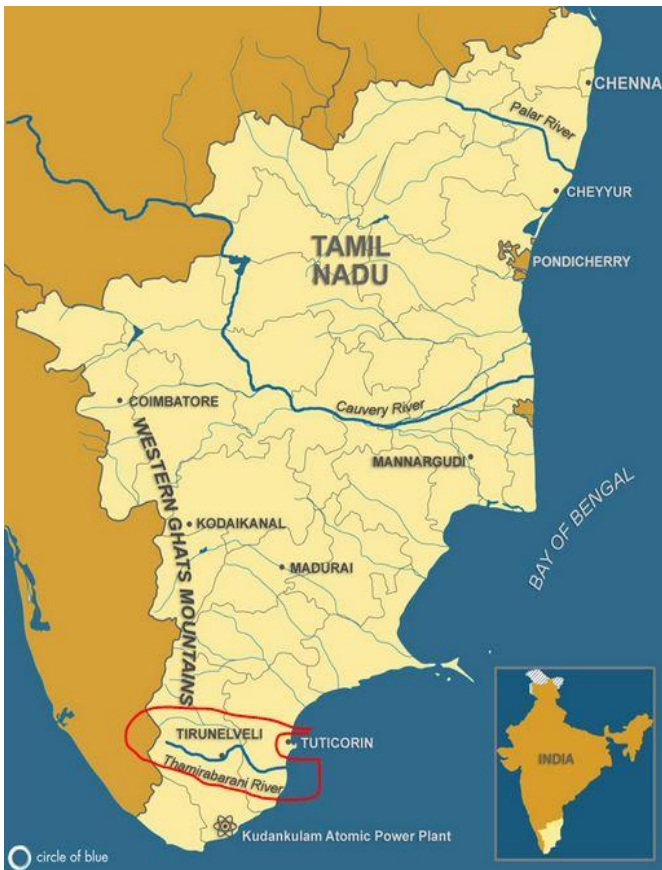 CHENNA
Palar River
CHEYYUR
TAMIL
NADU
PONDICHERRY
COIMBATORE
Cauvery River
WESTERN GHATS MOUNTAINS
MANNARGUDI
BAY OF BENGAL
KODAIKANAL
MADURAI
TIRUNELVELI
TUTICORIN
Thamirabarani River
INDIA
Kudankulam Atomic Power Plant
circle of blue